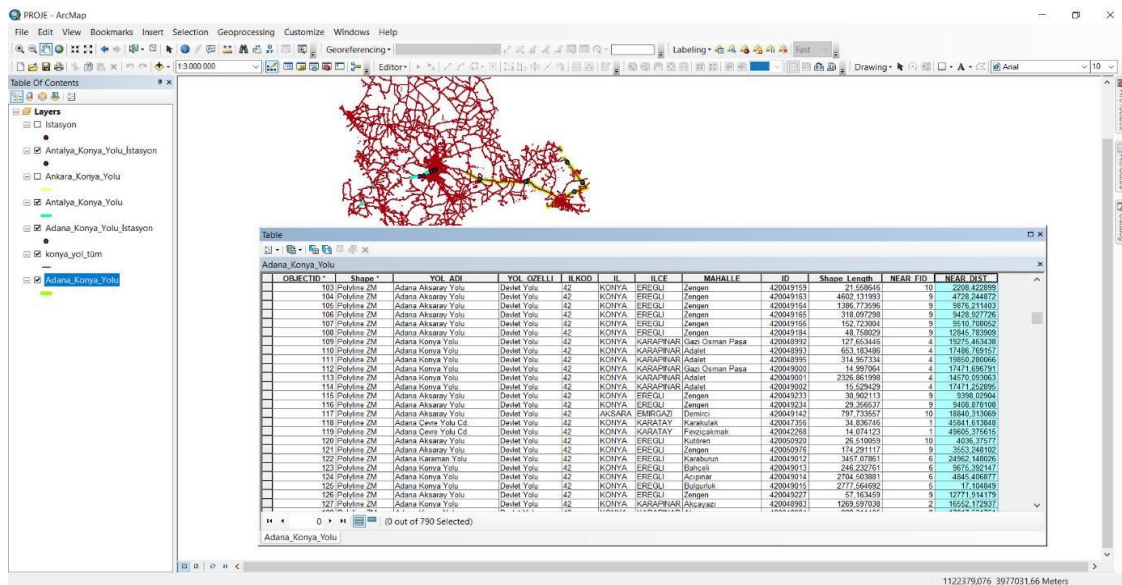 PROJE - ArcMap
File Edit View Bookmarks Insert Selection Geoprocessing Customize Windows Help
Georeferencing
Labeling Fast
1:3.000.000
Editor
Drawing
Arial
10
Table Of Contents
Layers
İstasyon
Antalya_Konya_Yolu_İstasyon
Ankara_Konya_Yolu
Antalya_Konya_Yolu
Adana_Konya_Yolu_İstasyon
konya_yol_tüm
Adana_Konya_Yolu
Table
Adana_Konya_Yolu
OBJECTID * Shape * YOL_ADI YOL_OZELLI ILKOD IL ILCE MAHALLE ID Shape_Length NEAR_FID NEAR_DIST
103 Polyline ZM Adana Aksaray Yolu Devlet Yolu 42 KONYA EREGLI Zengen 420049159 21,558646 10 2208,422899
104 Polyline ZM Adana Aksaray Yolu Devlet Yolu 42 KONYA EREGLI Zengen 420049163 4602,131993 9 4728,244872
105 Polyline ZM Adana Aksaray Yolu Devlet Yolu 42 KONYA EREGLI Zengen 420049164 1386,773596 9 9876,211403
106 Polyline ZM Adana Aksaray Yolu Devlet Yolu 42 KONYA EREGLI Zengen 420049165 318,097298 9 9428,927726
107 Polyline ZM Adana Aksaray Yolu Devlet Yolu 42 KONYA EREGLI Zengen 420049166 152,723004 9 9510,708052
108 Polyline ZM Adana Aksaray Yolu Devlet Yolu 42 KONYA EREGLI Zengen 420049184 48,758029 9 12845,783909
109 Polyline ZM Adana Konya Yolu Devlet Yolu 42 KONYA KARAPINAR Gazi Osman Paşa 420048992 127,653446 4 19275,463438
110 Polyline ZM Adana Konya Yolu Devlet Yolu 42 KONYA KARAPINAR Adalet 420048993 653,183486 4 17486,769157
111 Polyline ZM Adana Konya Yolu Devlet Yolu 42 KONYA KARAPINAR Adalet 420048995 314,957334 4 19850,280066
112 Polyline ZM Adana Konya Yolu Devlet Yolu 42 KONYA KARAPINAR Gazi Osman Paşa 420049000 14,997064 4 17471,696791
113 Polyline ZM Adana Konya Yolu Devlet Yolu 42 KONYA KARAPINAR Adalet 420049001 2326,861998 4 14570,093063
114 Polyline ZM Adana Konya Yolu Devlet Yolu 42 KONYA KARAPINAR Adalet 420049002 15,529429 4 17471,252895
115 Polyline ZM Adana Aksaray Yolu Devlet Yolu 42 KONYA EREGLI Zengen 420049233 30,902113 9 9398,02904
116 Polyline ZM Adana Aksaray Yolu Devlet Yolu 42 KONYA EREGLI Zengen 420049234 29,356537 9 9408,878108
117 Polyline ZM Adana Aksaray Yolu Devlet Yolu 42 AKSARA EMIRGAZI Demirci 420049142 797,733557 10 18840,313069
118 Polyline ZM Adana Çevre Yolu Cd. Devlet Yolu 42 KONYA KARATAY Karakulak 420047356 34,836745 1 45841,613848
119 Polyline ZM Adana Çevre Yolu Cd. Devlet Yolu 42 KONYA KARATAY Fevziçakmak 420042268 14,074123 1 49605,375615
120 Polyline ZM Adana Aksaray Yolu Devlet Yolu 42 KONYA EREGLI Kutören 420050920 26,510059 10 4036,37577
121 Polyline ZM Adana Aksaray Yolu Devlet Yolu 42 KONYA EREGLI Zengen 420050976 174,291117 9 3553,248102
122 Polyline ZM Adana Karaman Yolu Devlet Yolu 42 KONYA EREGLI Karaburun 420049012 3457,07861 6 24962,148026
123 Polyline ZM Adana Konya Yolu Devlet Yolu 42 KONYA EREGLI Bahçeli 420049013 246,232761 6 9675,392147
124 Polyline ZM Adana Konya Yolu Devlet Yolu 42 KONYA EREGLI Acıpınar 420049014 2704,503881 6 4845,406877
125 Polyline ZM Adana Konya Yolu Devlet Yolu 42 KONYA EREGLI Bulgurluk 420049015 2777,564692 5 17,104849
126 Polyline ZM Adana Aksaray Yolu Devlet Yolu 42 KONYA EREGLI Zengen 420049227 57,163459 9 12771,914179
127 Polyline ZM Adana Konya Yolu Devlet Yolu 42 KONYA KARAPINAR Akçayazı 420048983 1269,597038 2 16552,172937
0 (0 out of 790 Selected)
Adana_Konya_Yolu
1122379,076 3977031,66 Meters